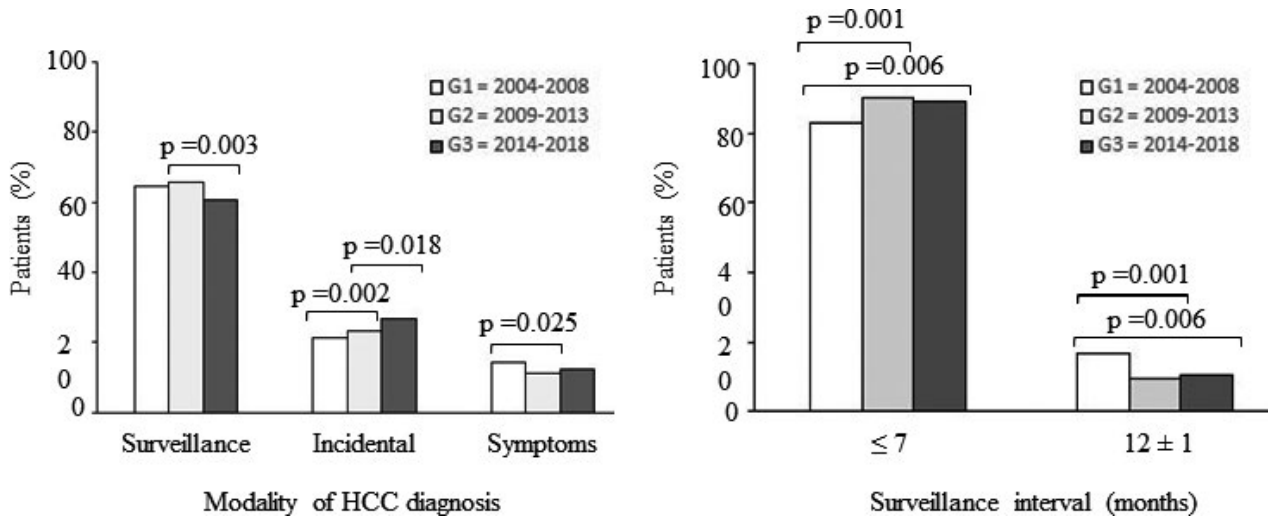 100
80
60
40
2
0
0
Patients (%)
G1 = 2004-2008
G2 = 2009-2013
G3 = 2014-2018
p =0.003
p =0.018
p =0.002
p =0.025
Surveillance
Incidental
Symptoms
Modality of HCC diagnosis
100
80
60
4
0
2
0
0
Patients (%)
p =0.001
p =0.006
G1 = 2004-2008
G2 = 2009-2013
G3 = 2014-2018
p =0.001
p =0.006
≤ 7
12 ± 1
Surveillance interval (months)